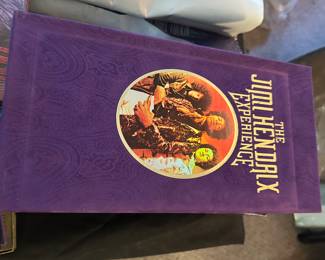 THE
JIMI HENDRIX
EXPERIENCE